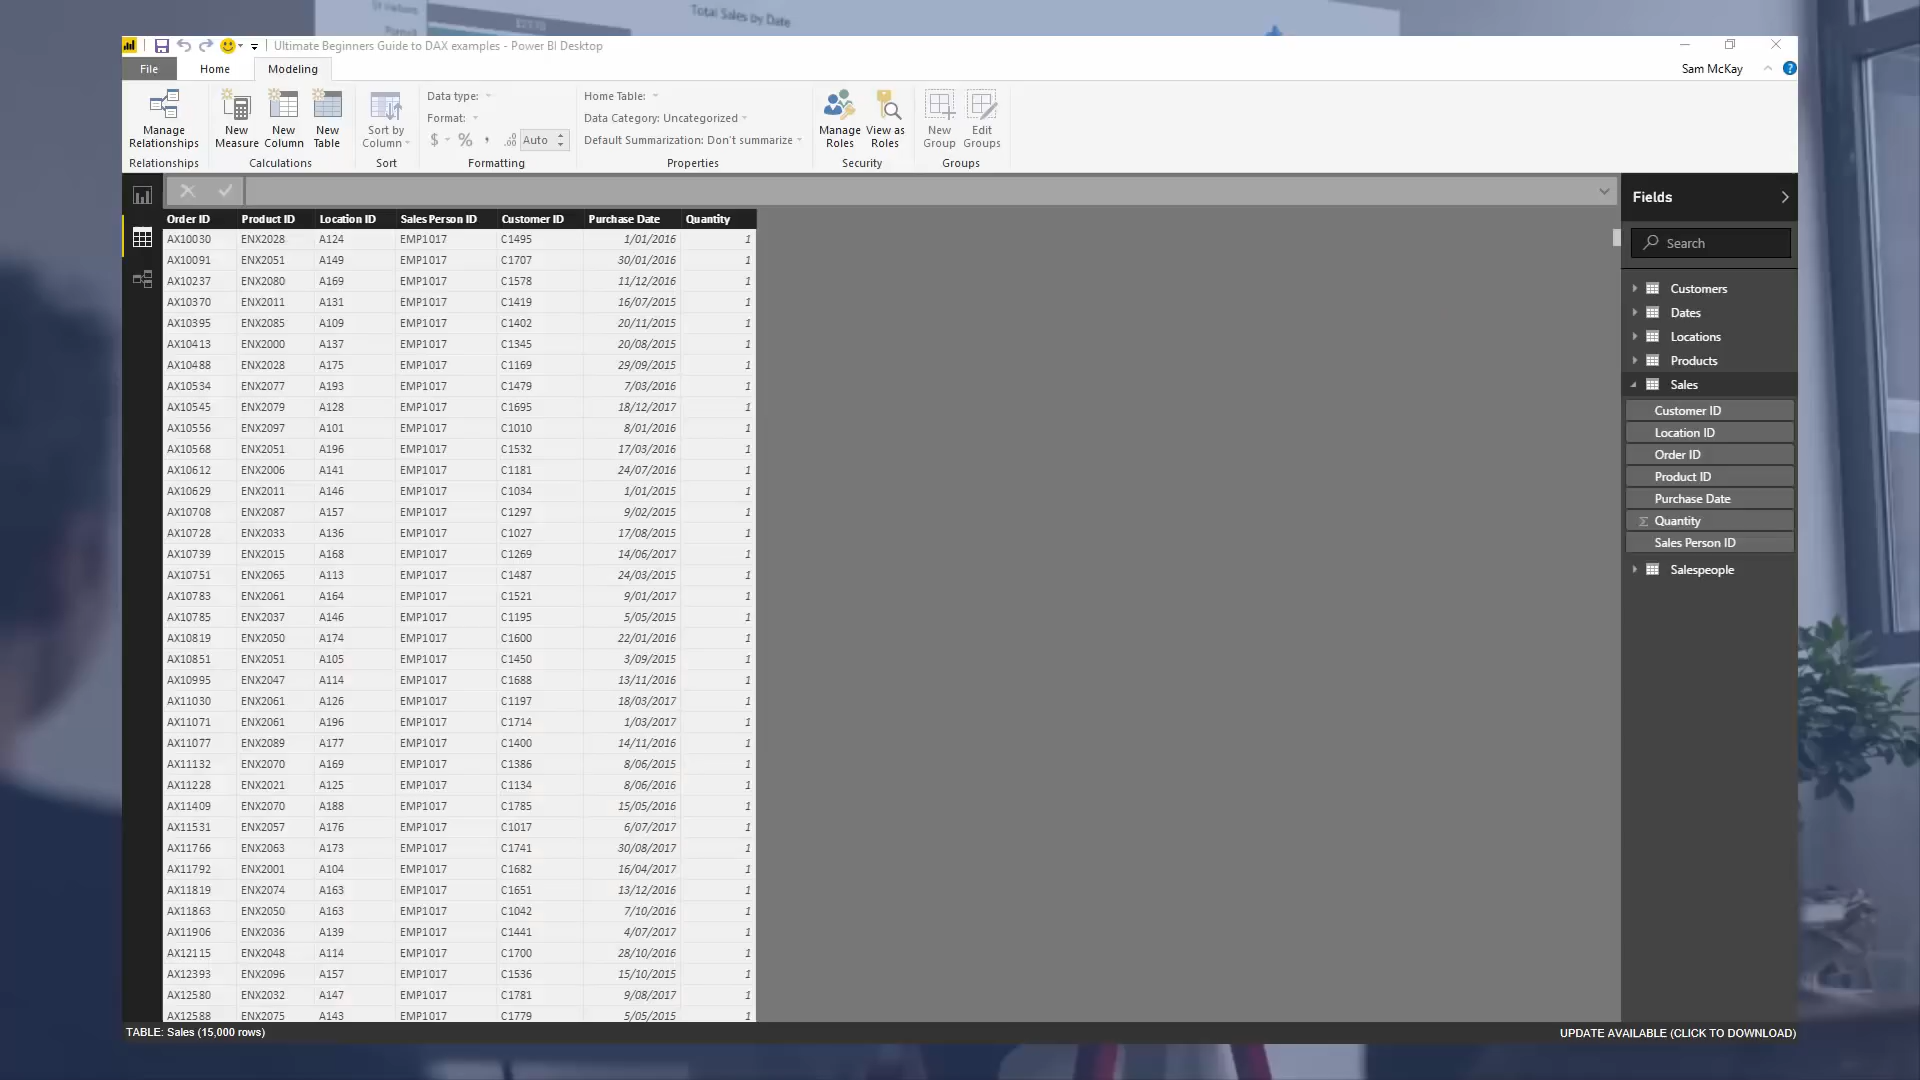 Total Sales by Date
Ultimate Beginners Guide to DAX examples - Power BI Desktop
File Home Modeling Sam McKay
Manage Relationships
New Measure New Column New Table
Sort by Column
Data type:
Format:
$ % , .00 Auto
Home Table:
Data Category: Uncategorized
Default Summarization: Don't summarize
Manage Roles View as Roles
New Group Edit Groups
Relationships Calculations Sort Formatting Properties Security Groups
Order ID Product ID Location ID Sales Person ID Customer ID Purchase Date Quantity
AX10030 ENX2028 A124 EMP1017 C1495 1/01/2016 1
AX10091 ENX2051 A149 EMP1017 C1707 30/01/2016 1
AX10237 ENX2080 A169 EMP1017 C1578 11/12/2016 1
AX10370 ENX2011 A131 EMP1017 C1419 16/07/2015 1
AX10395 ENX2085 A109 EMP1017 C1402 20/11/2015 1
AX10413 ENX2000 A137 EMP1017 C1345 20/08/2015 1
AX10488 ENX2028 A175 EMP1017 C1169 29/09/2015 1
AX10534 ENX2077 A193 EMP1017 C1479 7/03/2016 1
AX10545 ENX2079 A128 EMP1017 C1695 18/12/2017 1
AX10556 ENX2097 A101 EMP1017 C1010 8/01/2016 1
AX10568 ENX2051 A196 EMP1017 C1532 17/03/2016 1
AX10612 ENX2006 A141 EMP1017 C1181 24/07/2016 1
AX10629 ENX2011 A146 EMP1017 C1034 1/01/2015 1
AX10708 ENX2087 A157 EMP1017 C1297 9/02/2015 1
AX10728 ENX2033 A136 EMP1017 C1027 17/08/2015 1
AX10739 ENX2015 A168 EMP1017 C1269 14/06/2017 1
AX10751 ENX2065 A113 EMP1017 C1487 24/03/2015 1
AX10783 ENX2061 A164 EMP1017 C1521 9/01/2017 1
AX10785 ENX2037 A146 EMP1017 C1195 5/05/2015 1
AX10819 ENX2050 A174 EMP1017 C1600 22/01/2016 1
AX10851 ENX2051 A105 EMP1017 C1450 3/09/2015 1
AX10995 ENX2047 A114 EMP1017 C1688 13/11/2016 1
AX11030 ENX2061 A126 EMP1017 C1197 18/03/2017 1
AX11071 ENX2061 A196 EMP1017 C1714 1/03/2017 1
AX11077 ENX2089 A177 EMP1017 C1400 14/11/2016 1
AX11132 ENX2070 A169 EMP1017 C1386 8/06/2015 1
AX11228 ENX2021 A125 EMP1017 C1134 8/06/2016 1
AX11409 ENX2070 A188 EMP1017 C1785 15/05/2016 1
AX11531 ENX2057 A176 EMP1017 C1017 6/07/2017 1
AX11766 ENX2063 A173 EMP1017 C1741 30/08/2017 1
AX11792 ENX2001 A104 EMP1017 C1682 16/04/2017 1
AX11819 ENX2074 A163 EMP1017 C1651 13/12/2016 1
AX11863 ENX2050 A163 EMP1017 C1042 7/10/2016 1
AX11906 ENX2036 A139 EMP1017 C1441 4/07/2017 1
AX12115 ENX2048 A114 EMP1017 C1700 28/10/2016 1
AX12393 ENX2096 A157 EMP1017 C1536 15/10/2015 1
AX12580 ENX2032 A147 EMP1017 C1781 9/08/2017 1
AX12588 ENX2075 A143 EMP1017 C1779 5/05/2015 1
Fields
Search
Customers
Dates
Locations
Products
Sales
Customer ID
Location ID
Order ID
Product ID
Purchase Date
Σ Quantity
Sales Person ID
Salespeople
TABLE: Sales (15,000 rows) UPDATE AVAILABLE (CLICK TO DOWNLOAD)